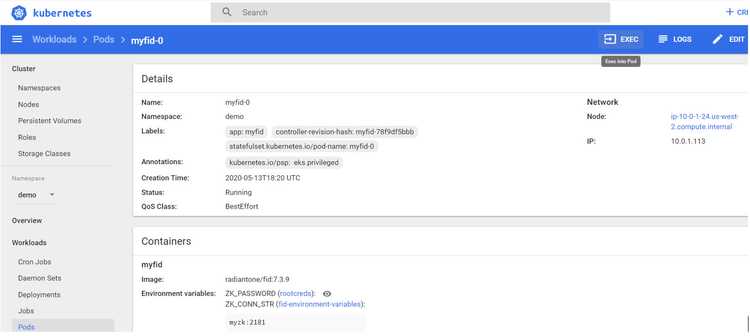 kubernetes
Search
+ CRE
Workloads > Pods > myfid-0
EXEC
LOGS
EDIT
Exec into Pod
Cluster
Namespaces
Nodes
Persistent Volumes
Roles
Storage Classes
Namespace
demo
Overview
Workloads
Cron Jobs
Daemon Sets
Deployments
Jobs
Pods
Details
Name: myfid-0
Namespace: demo
Labels: app: myfid controller-revision-hash: myfid-78f9df5bbb
statefulset.kubernetes.io/pod-name: myfid-0
Annotations: kubernetes.io/psp: eks.privileged
Creation Time: 2020-05-13T18:20 UTC
Status: Running
QoS Class: BestEffort
Network
Node: ip-10-0-1-24.us-west-
2.compute.internal
IP: 10.0.1.113
Containers
myfid
Image: radiantone/fid:7.3.9
Environment variables: ZK_PASSWORD (rootcreds):
ZK_CONN_STR (fid-environment-variables):
myzk:2181